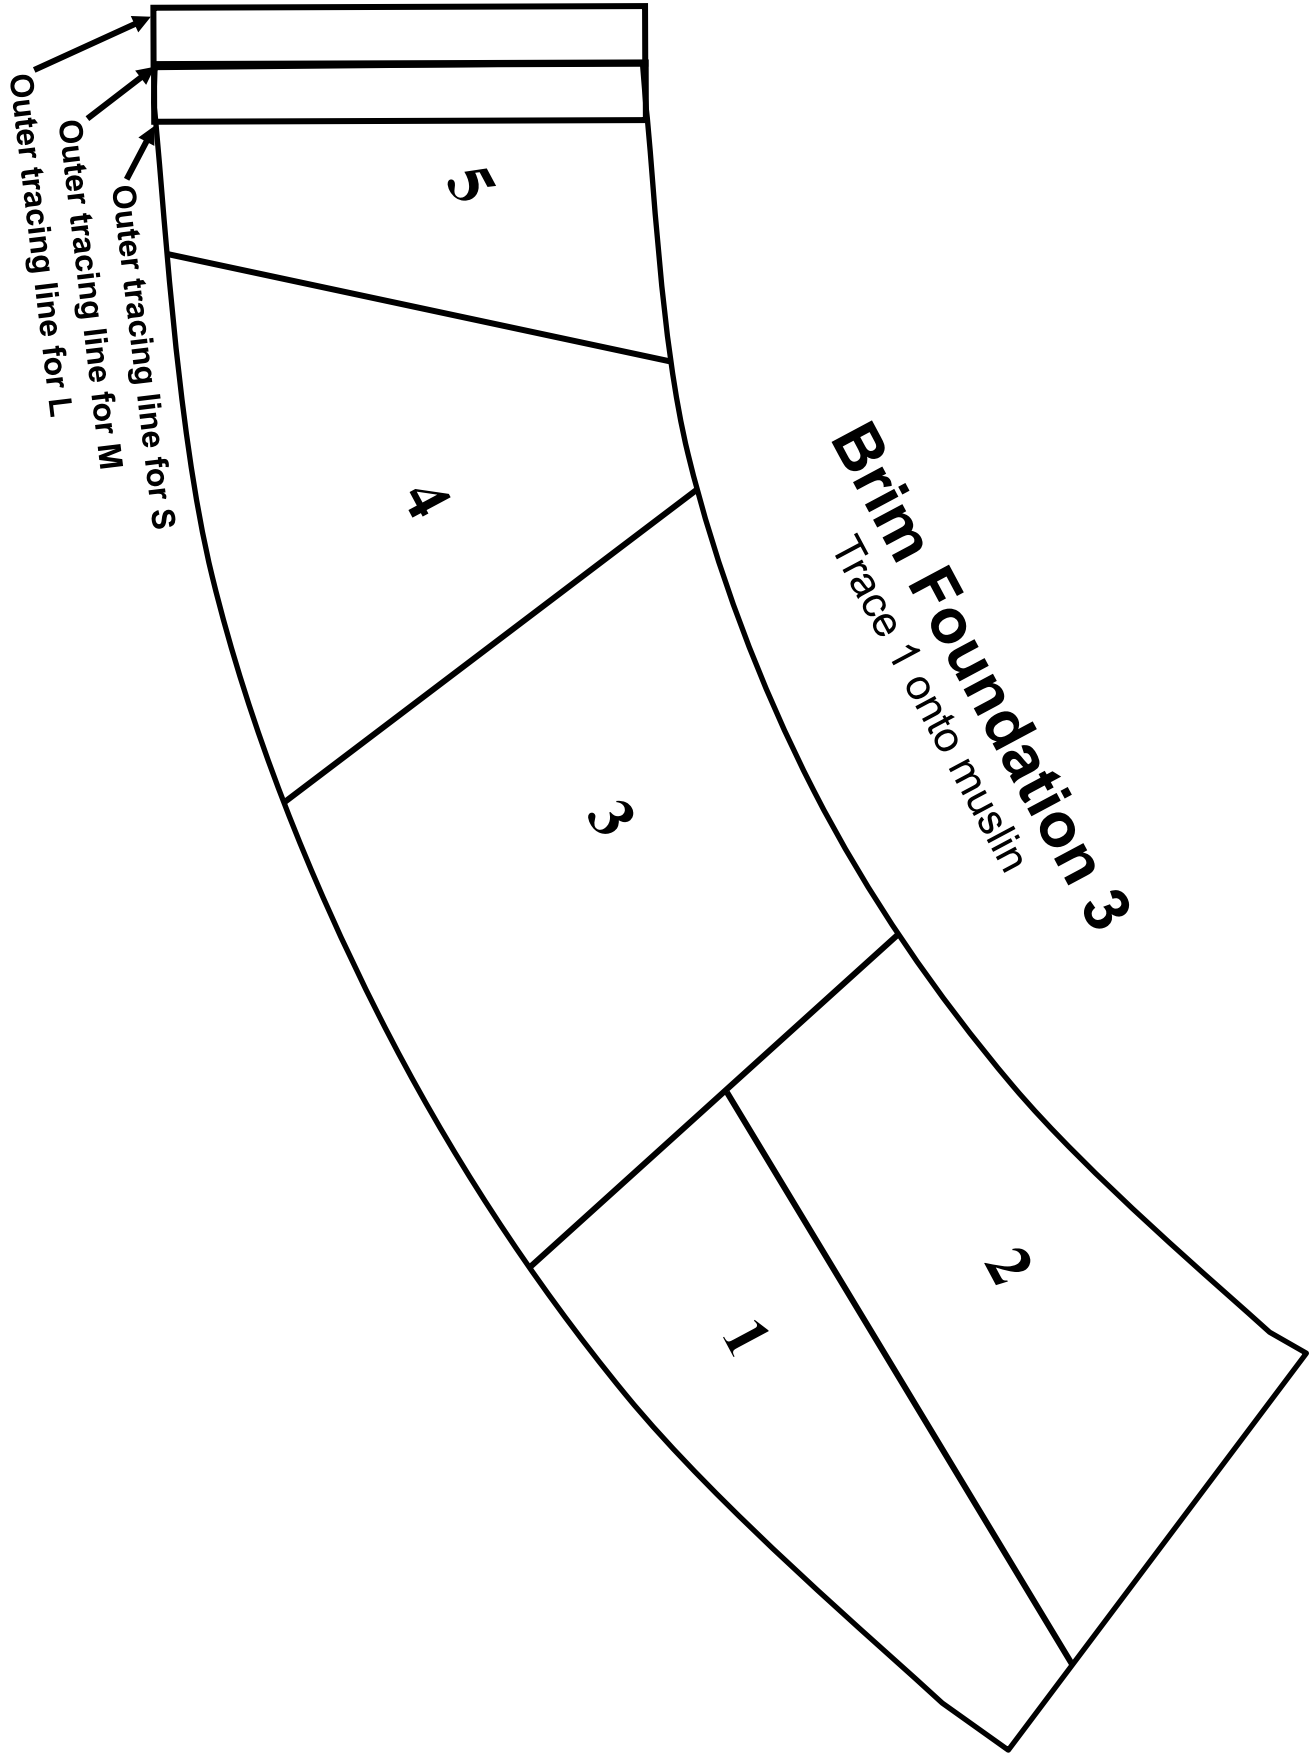 Brim Foundation 3
Trace 1 onto muslin
Outer tracing line for L
Outer tracing line for M
Outer tracing line for S
5
4
3
2
1